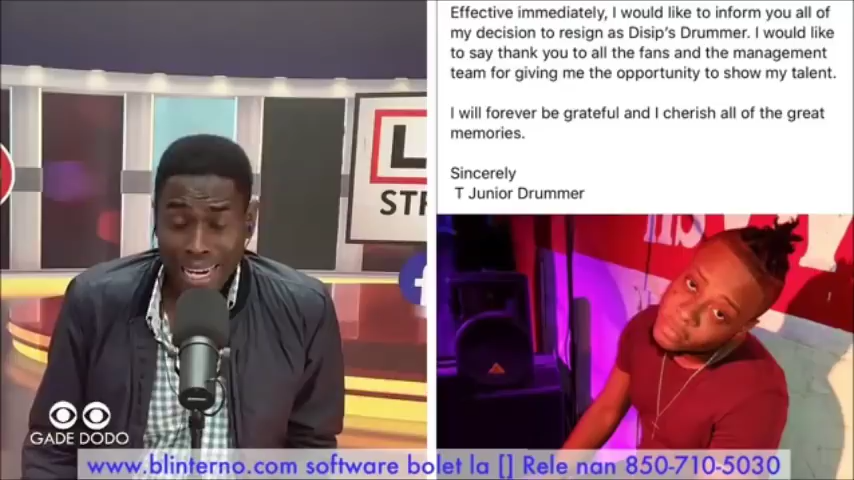 Effective immediately, I would like to inform you all of
my decision to resign as Disip's Drummer. I would like
to say thank you to all the fans and the management
team for giving me the opportunity to show my talent.
I will forever be grateful and I cherish all of the great
memories.
Sincerely
T Junior Drummer
GADE DODO
www.blinterno.com software bolet la [] Rele nan 850-710-5030